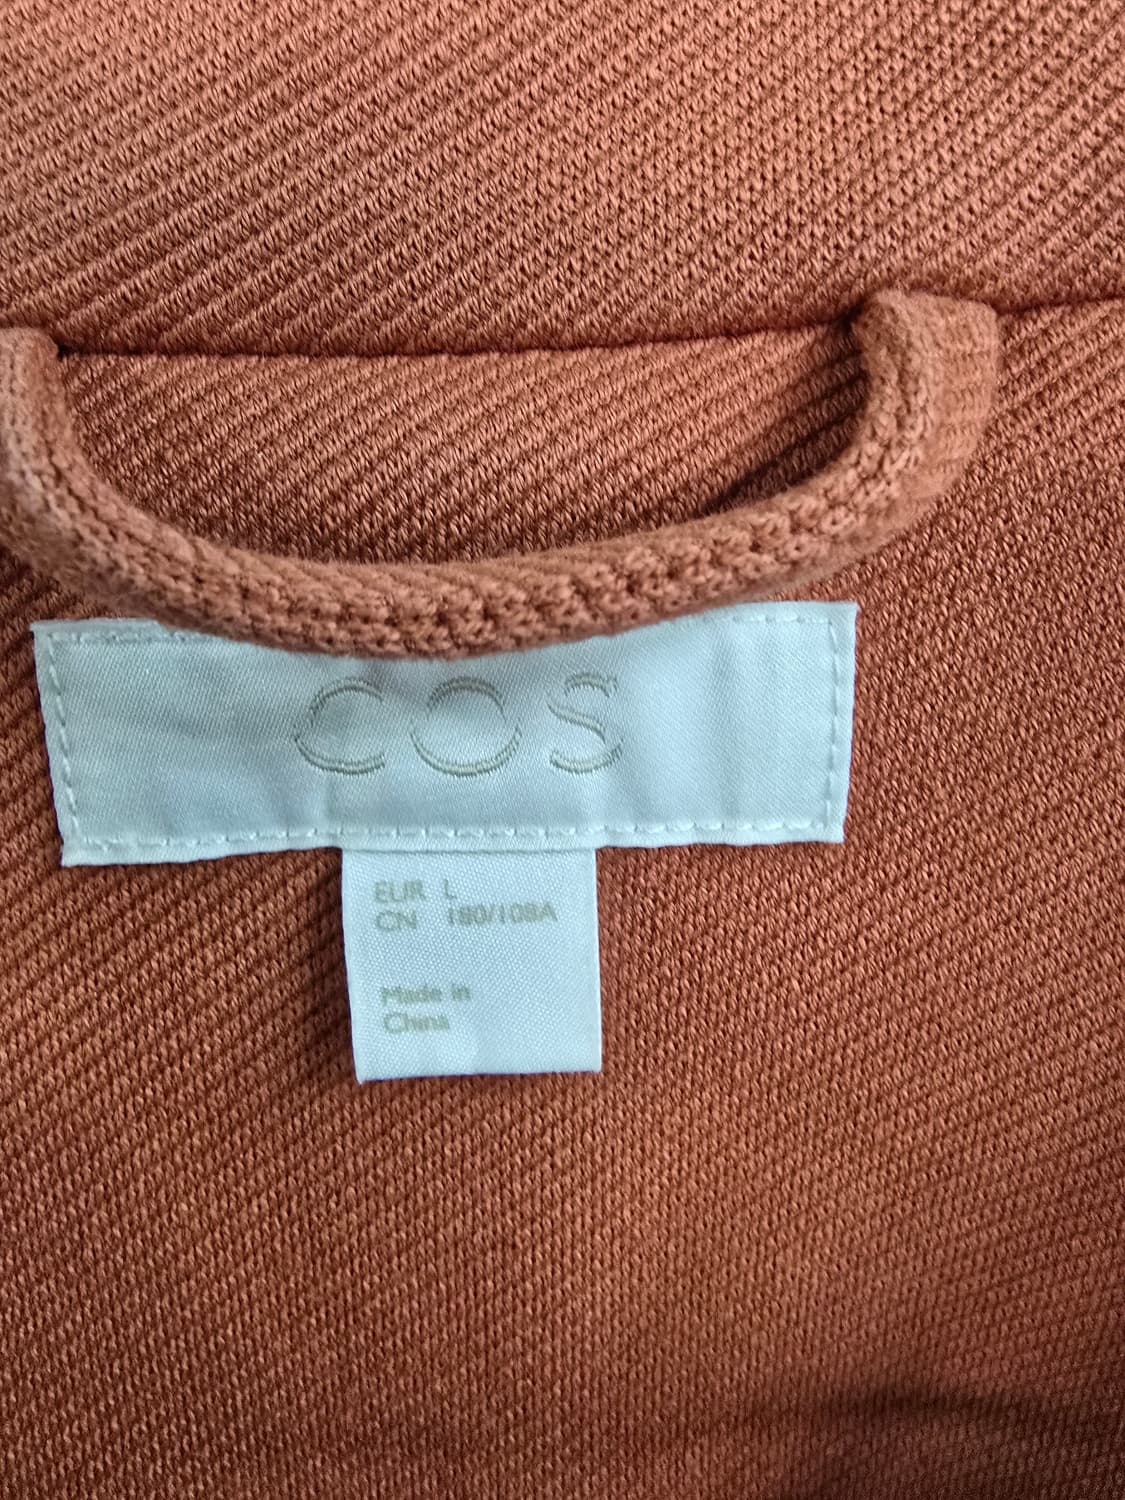 COS
EUR L
CN 180/108A
Made in
China